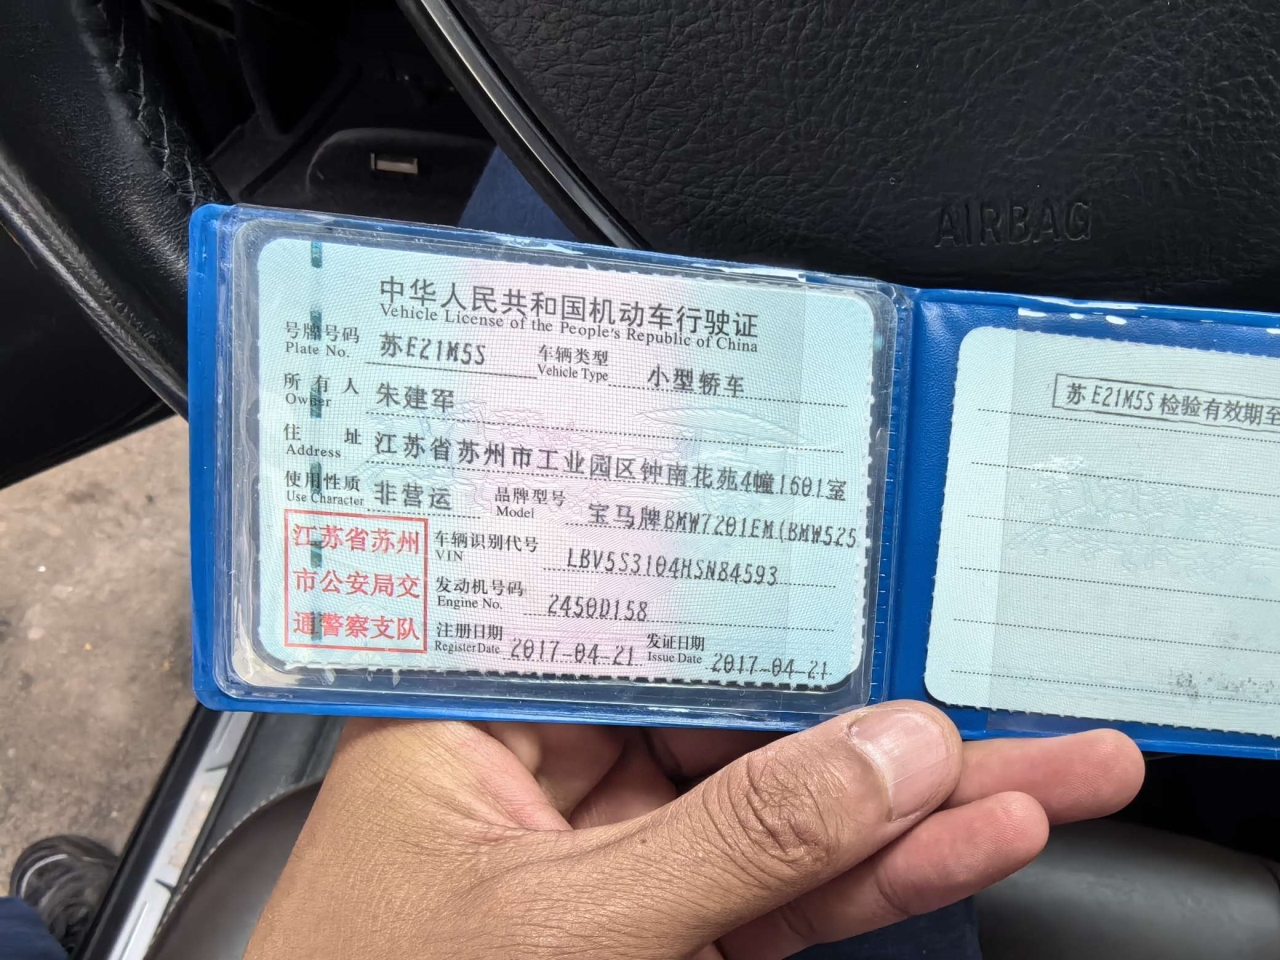 AIRBAG
中华人民共和国机动车行驶证
Vehicle License of the People's Republic of China
号牌号码 苏E21M5S 车辆类型 小型轿车
Plate No. Vehicle Type
所有人 朱建军
Owner
住址 江苏省苏州市工业园区钟南花苑4幢1601室
Address
使用性质 非营运 品牌型号 宝马牌BMW7201EM(BMW525
Use Character Model
江苏省苏州
市公安局交
通警察支队
车辆识别代号 LBV5S3104HSN84593
VIN
发动机号码 2450D158
Engine No.
注册日期 2017-04-21 发证日期 2017-04-21
Register Date Issue Date
苏E21M5S检验有效期至